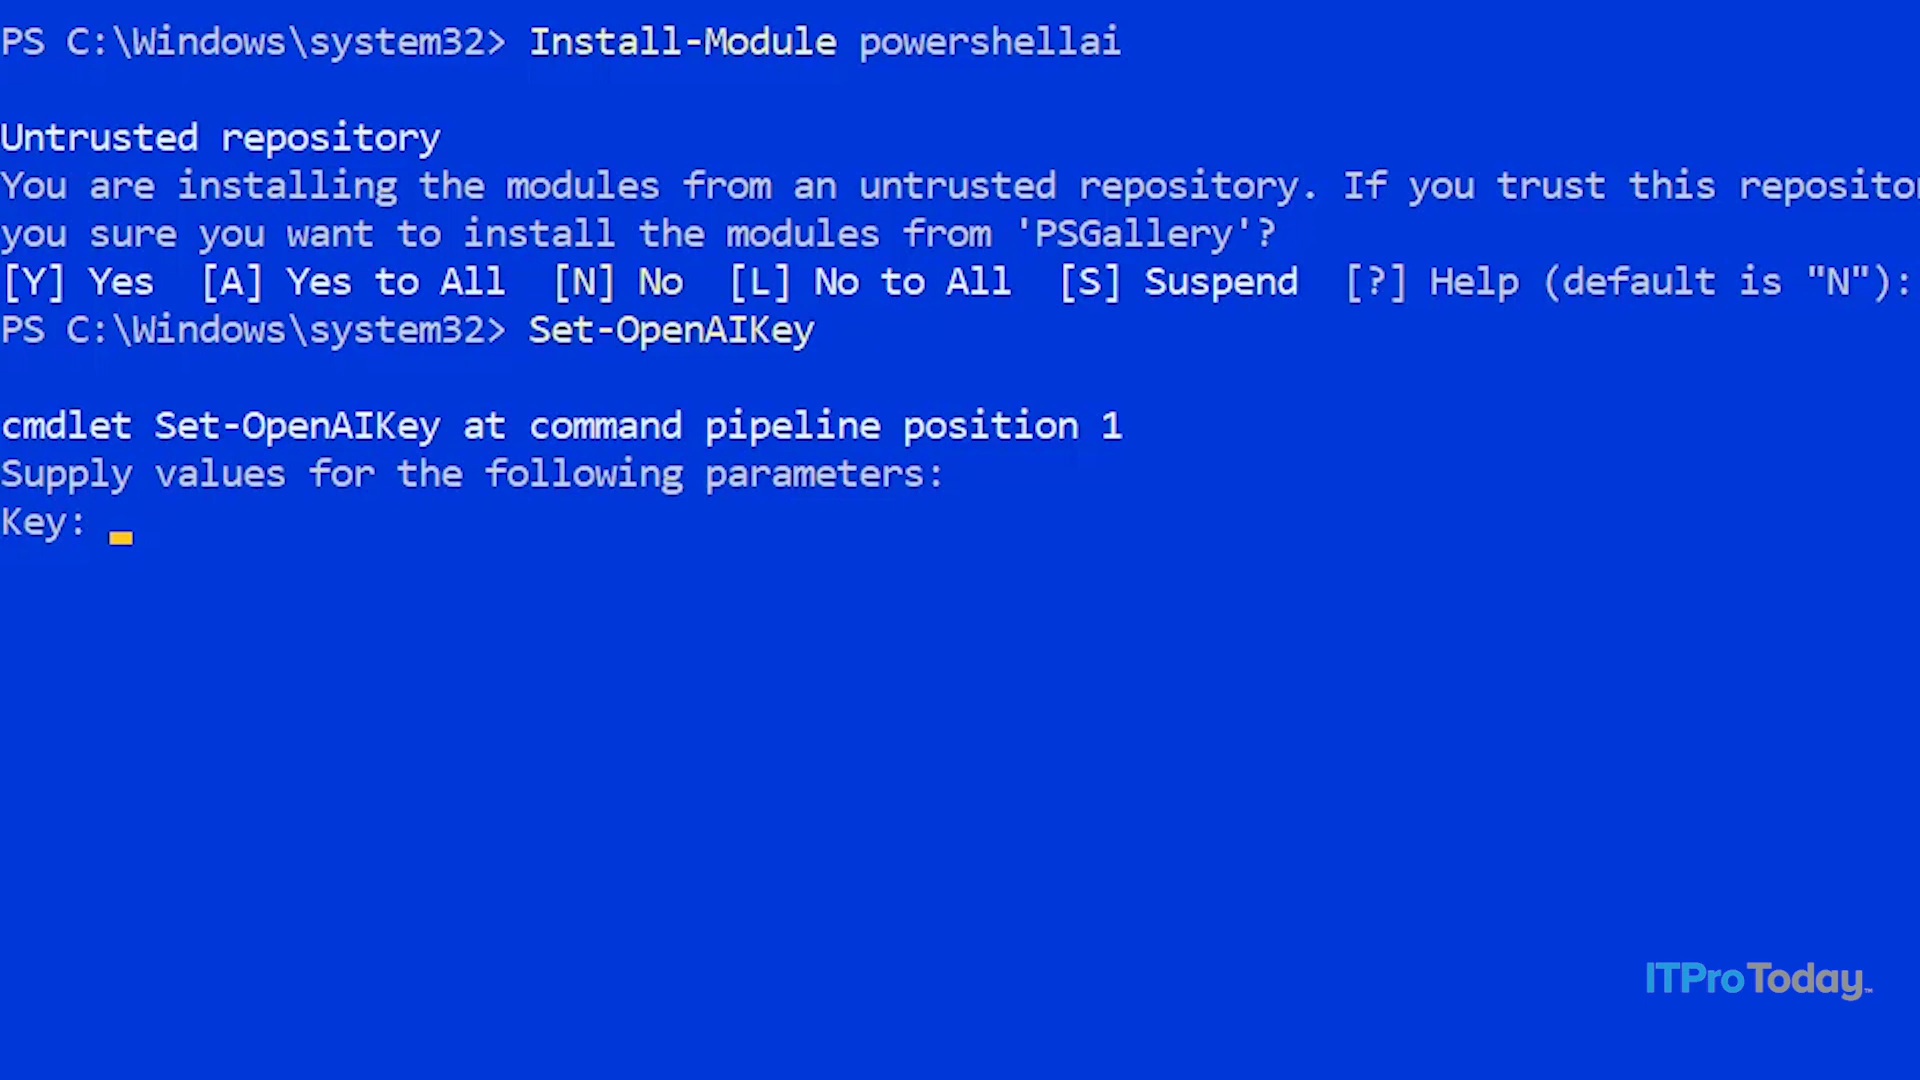 PS C:\Windows\system32> Install-Module powershellai
Untrusted repository
You are installing the modules from an untrusted repository. If you trust this
you sure you want to install the modules from 'PSGallery'?
[Y] Yes  [A] Yes to All  [N] No  [L] No to All  [S] Suspend  [?] Help (default is "N"):
PS C:\Windows\system32> Set-OpenAIKey
cmdlet Set-OpenAIKey at command pipeline position 1
Supply values for the following parameters:
Key:
ITProToday™